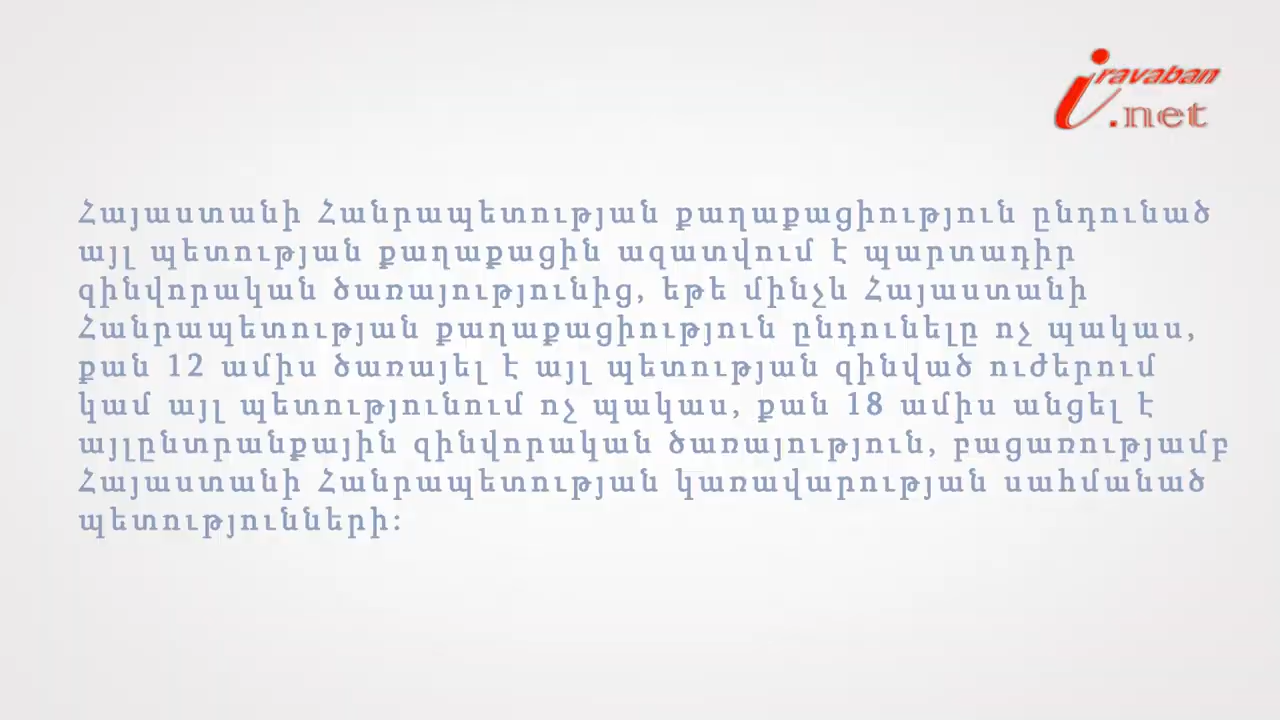 iravaban
.net
Հայաստանի Հանրապետության քաղաքացիություն ընդունած
այլ պետության քաղաքացին ազատվում է պարտադիր
զինվորական ծառայությունից, եթե մինչև Հայաստանի
Հանրապետության քաղաքացիություն ընդունելը ոչ պակաս,
քան 12 ամիս ծառայել է այլ պետության զինված ուժերում
կամ այլ պետությունում ոչ պակաս, քան 18 ամիս անցել է
այլընտրանքային զինվորական ծառայություն, բացառությամբ
Հայաստանի Հանրապետության կառավարության սահմանած
պետությունների: